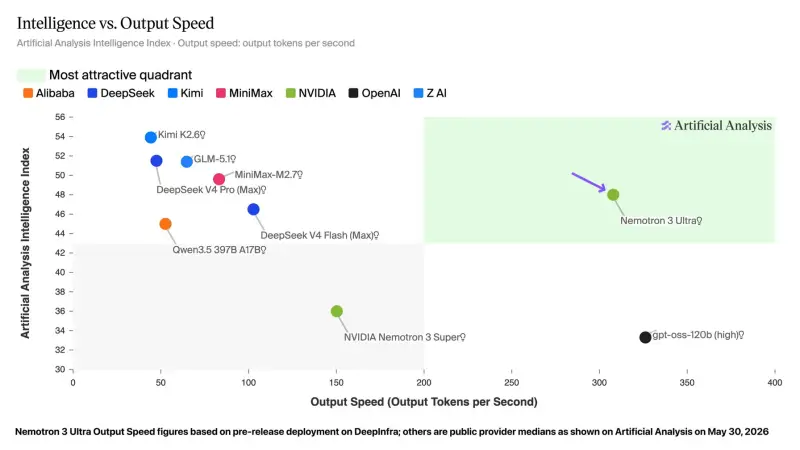 Intelligence vs. Output Speed
Artificial Analysis Intelligence Index · Output speed: output tokens per second
Most attractive quadrant
Alibaba DeepSeek Kimi MiniMax NVIDIA OpenAI Z AI
Artificial Analysis
Artificial Analysis Intelligence Index
56
54
52
50
48
46
44
42
40
38
36
34
32
30
Kimi K2.6
GLM-5.1
MiniMax-M2.7
DeepSeek V4 Pro (Max)
Nemotron 3 Ultra
DeepSeek V4 Flash (Max)
Qwen3.5 397B A17B
NVIDIA Nemotron 3 Super
gpt-oss-120b (high)
0 50 100 150 200 250 300 350 400
Output Speed (Output Tokens per Second)
Nemotron 3 Ultra Output Speed figures based on pre-release deployment on DeepInfra; others are public provider medians as shown on Artificial Analysis on May 30, 2026